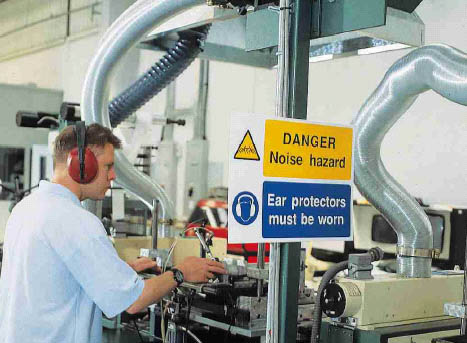 DANGER
Noise hazard
Ear protectors
must be worn